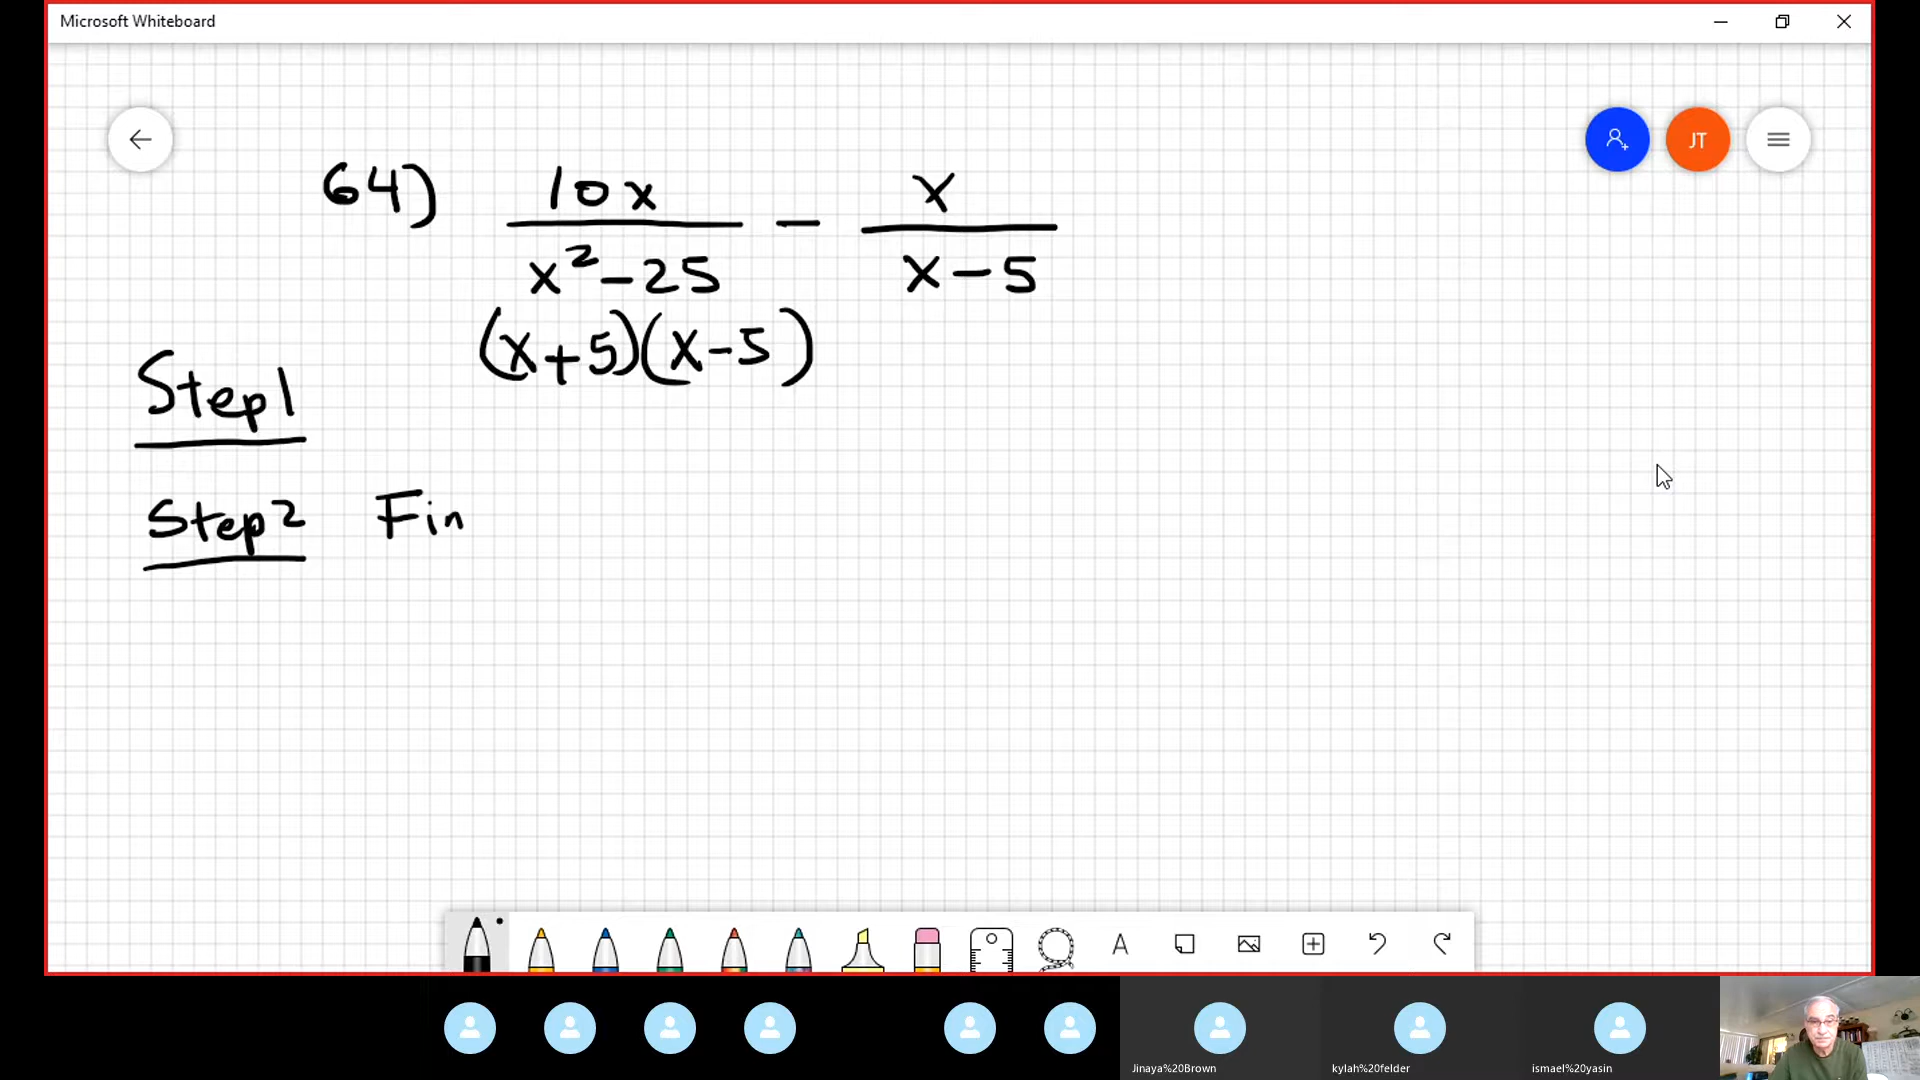 Microsoft Whiteboard
JT
64) 10x / x² - 25 - x / x - 5
(x+5)(x-5)
Step1
Step2 Fin
A
Jinaya%20Brown
kylah%20felder
ismael%20yasin